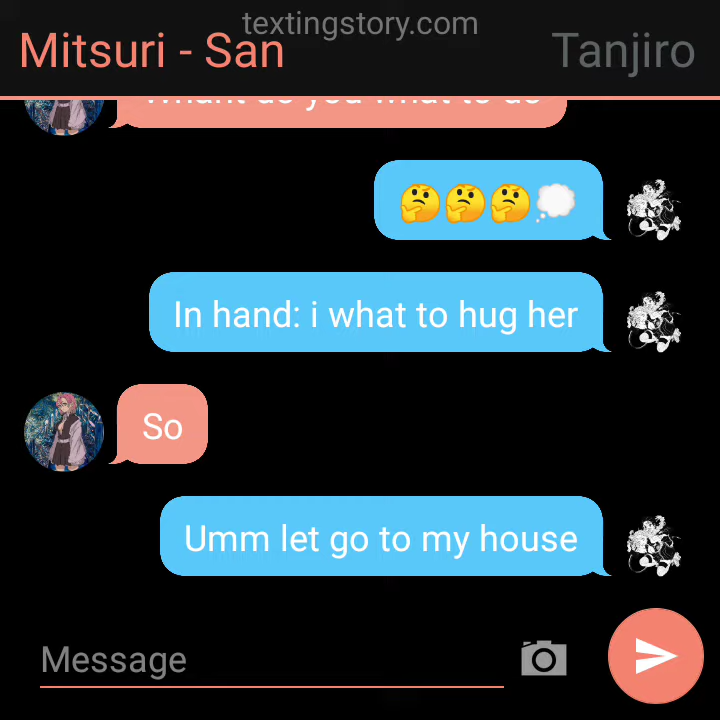 textingstory.com
Mitsuri - San
Tanjiro
🤔🤔🤔💭
In hand: i what to hug her
So
Umm let go to my house
Message